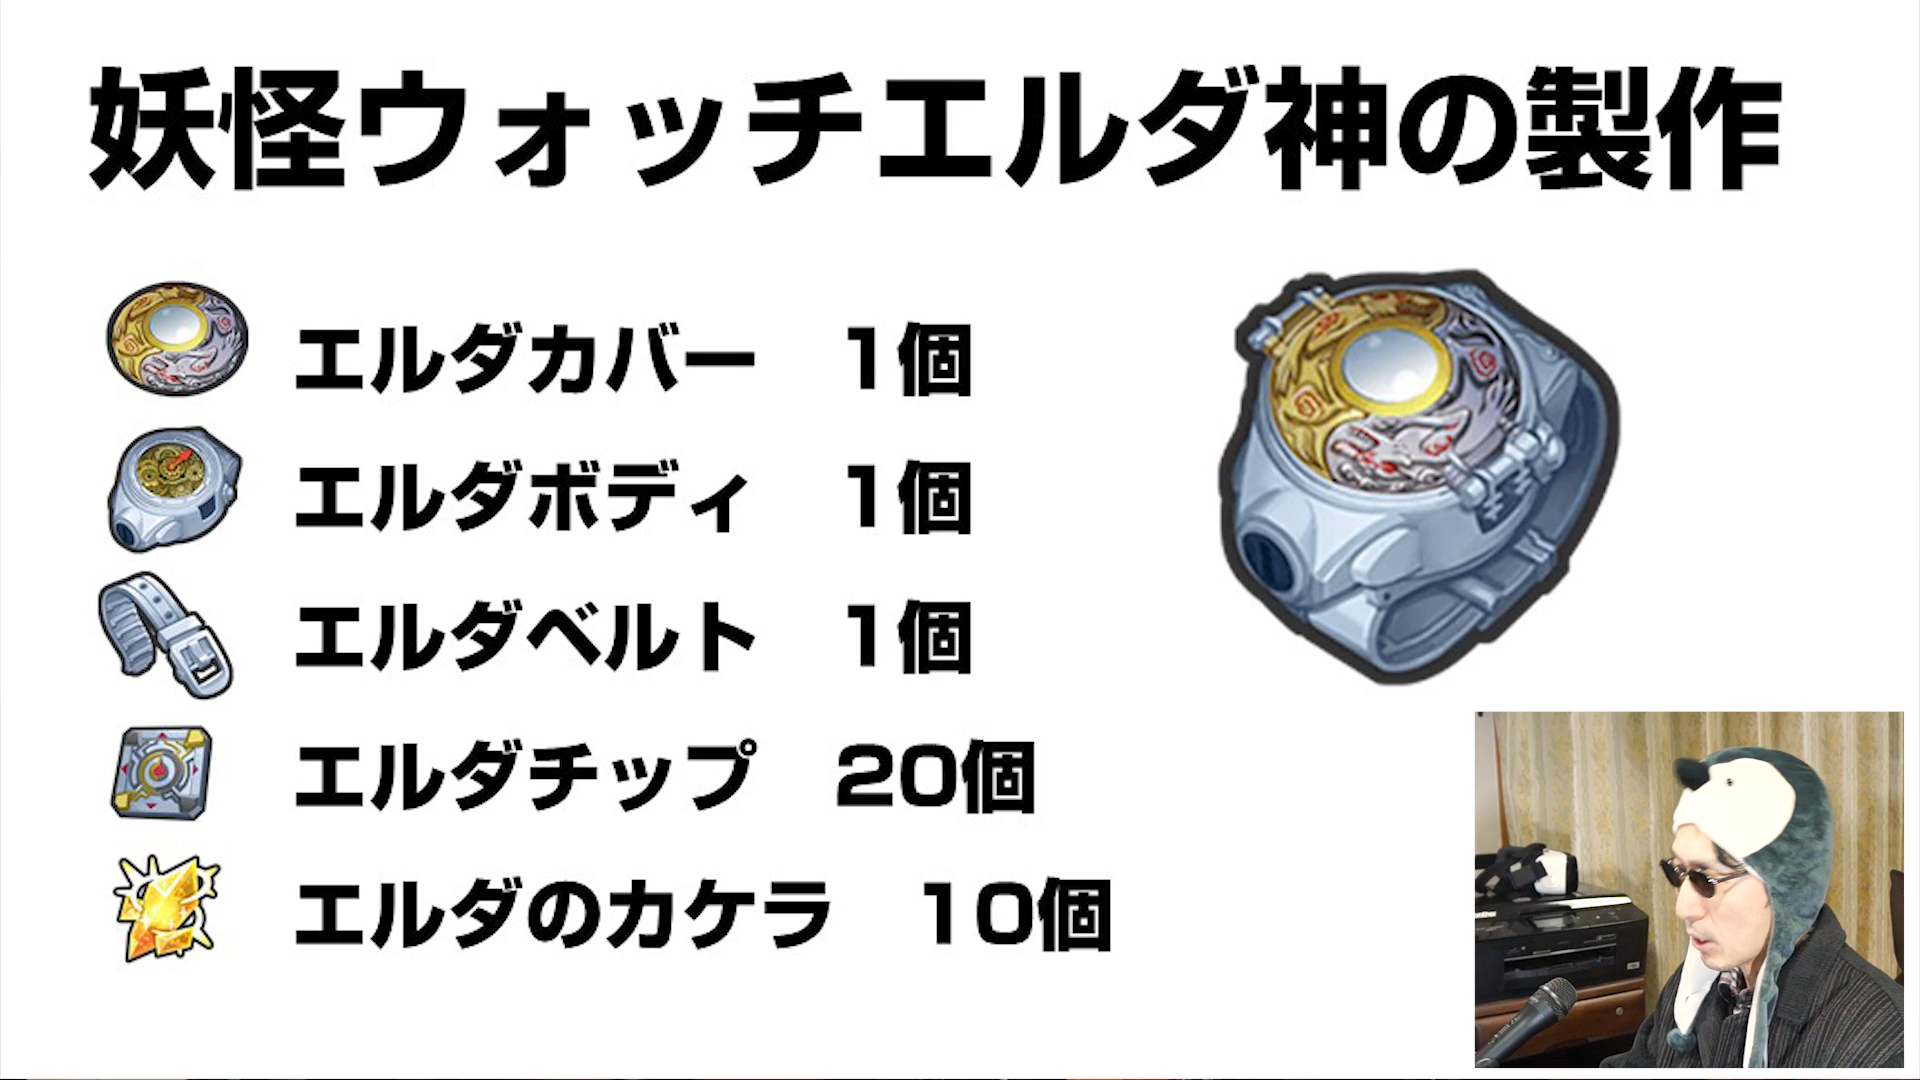 妖怪ウォッチエルダ神の製作
エルダカバー　1個
エルダボディ　1個
エルダベルト　1個
エルダチップ　20個
エルダのカケラ　10個